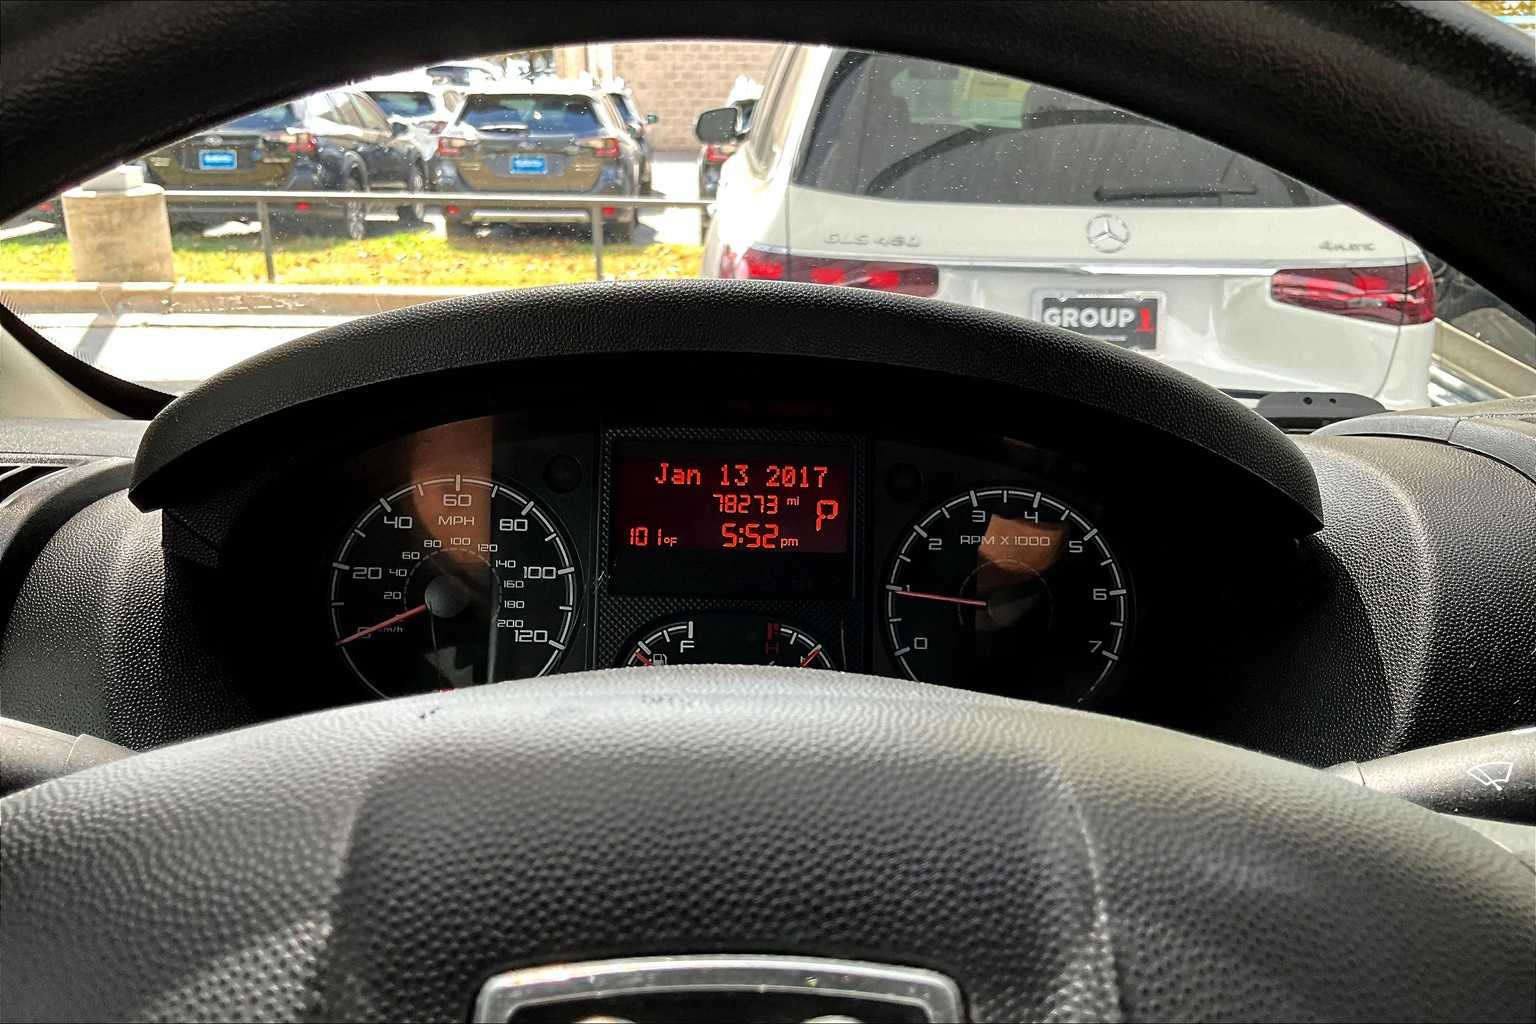 GLS 450
4MATIC
GROUP 1
Jan 13 2017
78273 mi
P
101°F
5:52 pm
0 20 40 60 80 100 120
MPH
20 40 60 80 100 120 140 160 180 200
km/h
F
H
0 1 2 3 4 5 6 7
RPM X 1000